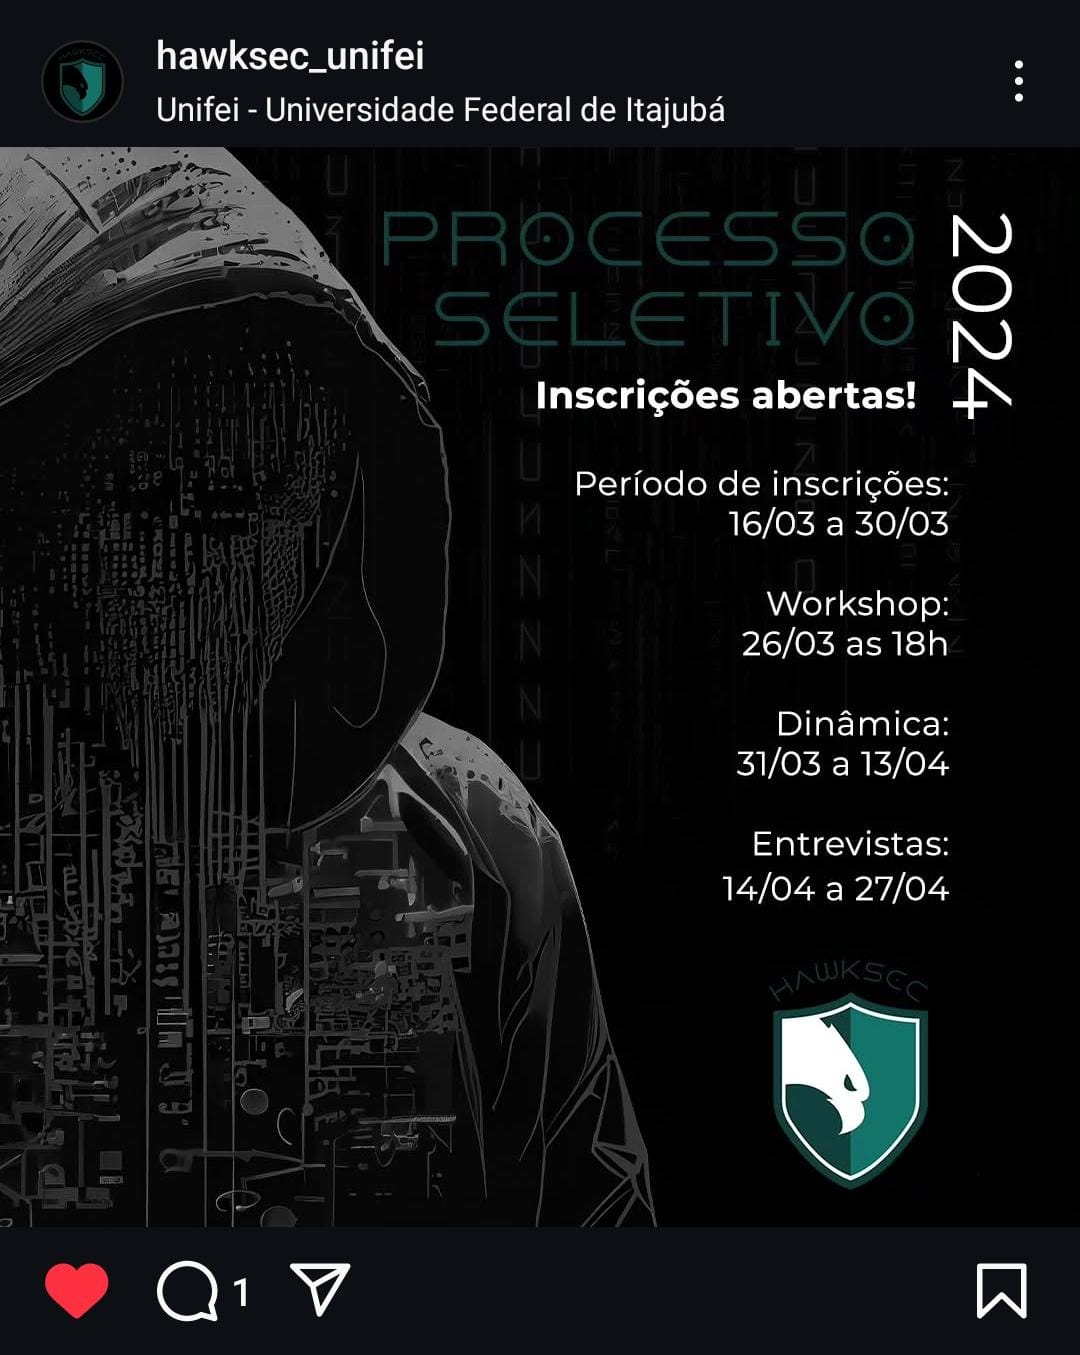 hawksec_unifei
Unifei - Universidade Federal de Itajubá
PROCESSO
SELETIVO
2024
Inscrições abertas!
Período de inscrições:
16/03 a 30/03
Workshop:
26/03 as 18h
Dinâmica:
31/03 a 13/04
Entrevistas:
14/04 a 27/04
HAWKSEC
1